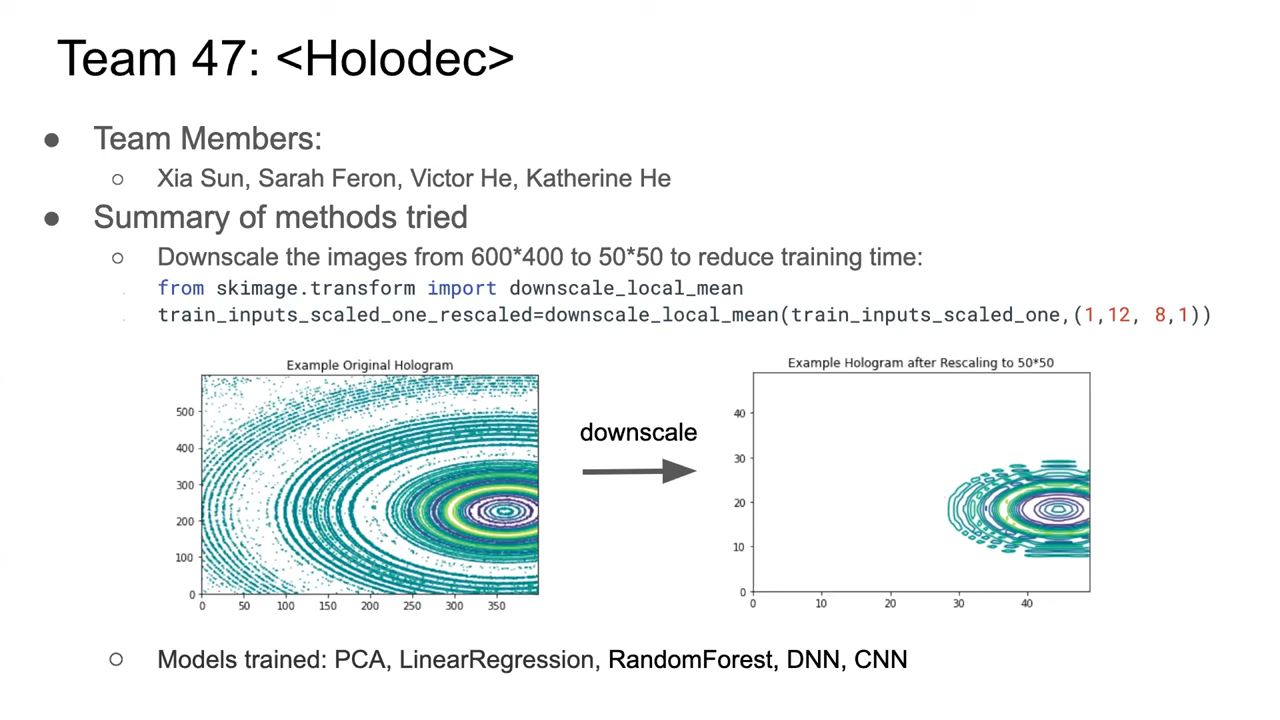 Team 47: <Holodec>
● Team Members:
○ Xia Sun, Sarah Feron, Victor He, Katherine He
● Summary of methods tried
○ Downscale the images from 600*400 to 50*50 to reduce training time:
from skimage.transform import downscale_local_mean
train_inputs_scaled_one_rescaled=downscale_local_mean(train_inputs_scaled_one,(1,12, 8,1))
Example Original Hologram
500
400
300
200
100
0
0 50 100 150 200 250 300 350
downscale
Example Hologram after Rescaling to 50*50
40
30
20
10
0
0 10 20 30 40
○ Models trained: PCA, LinearRegression, RandomForest, DNN, CNN